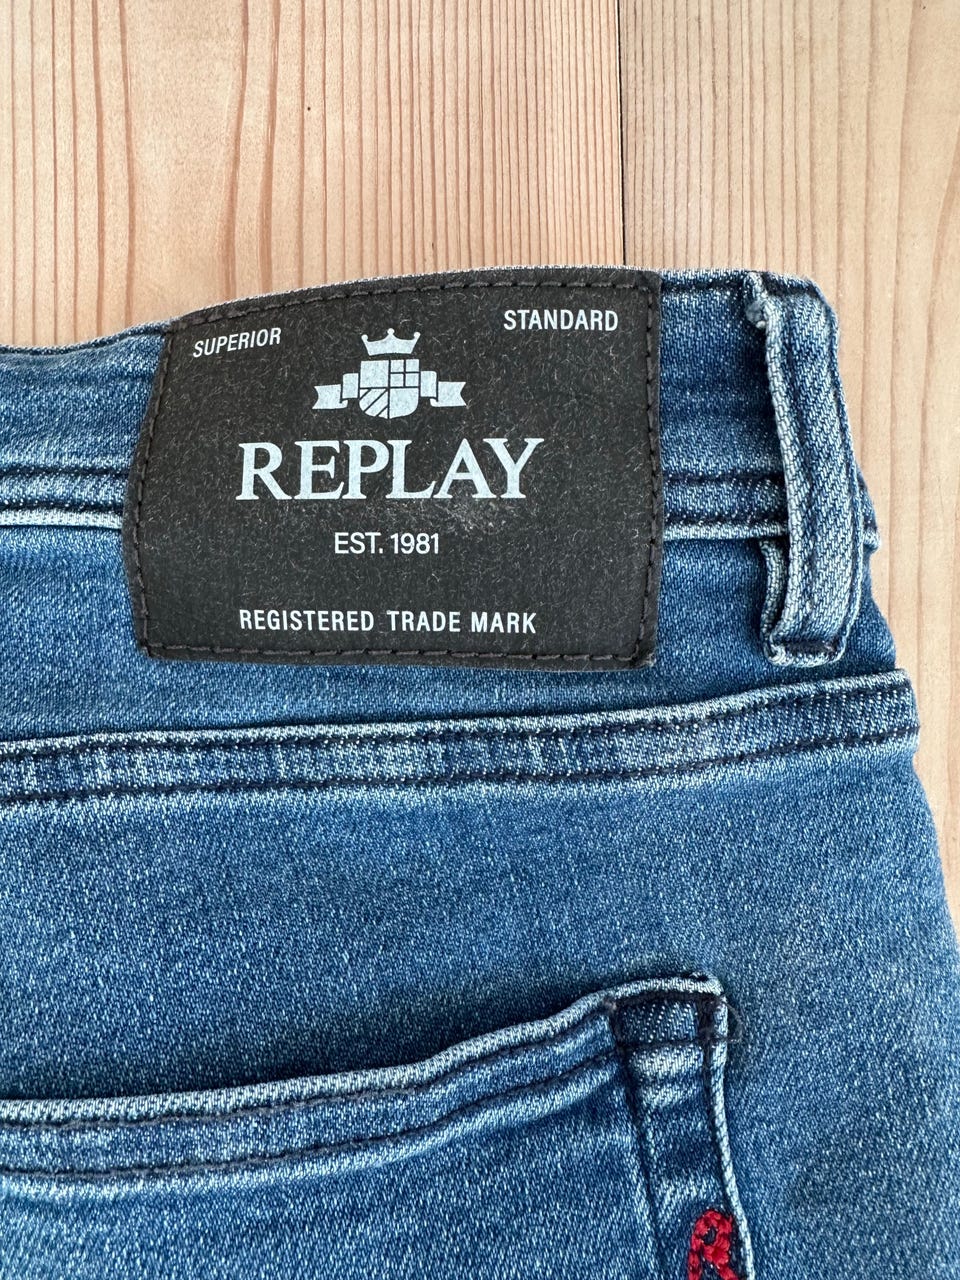 SUPERIOR STANDARD
REPLAY
EST. 1981
REGISTERED TRADE MARK
R